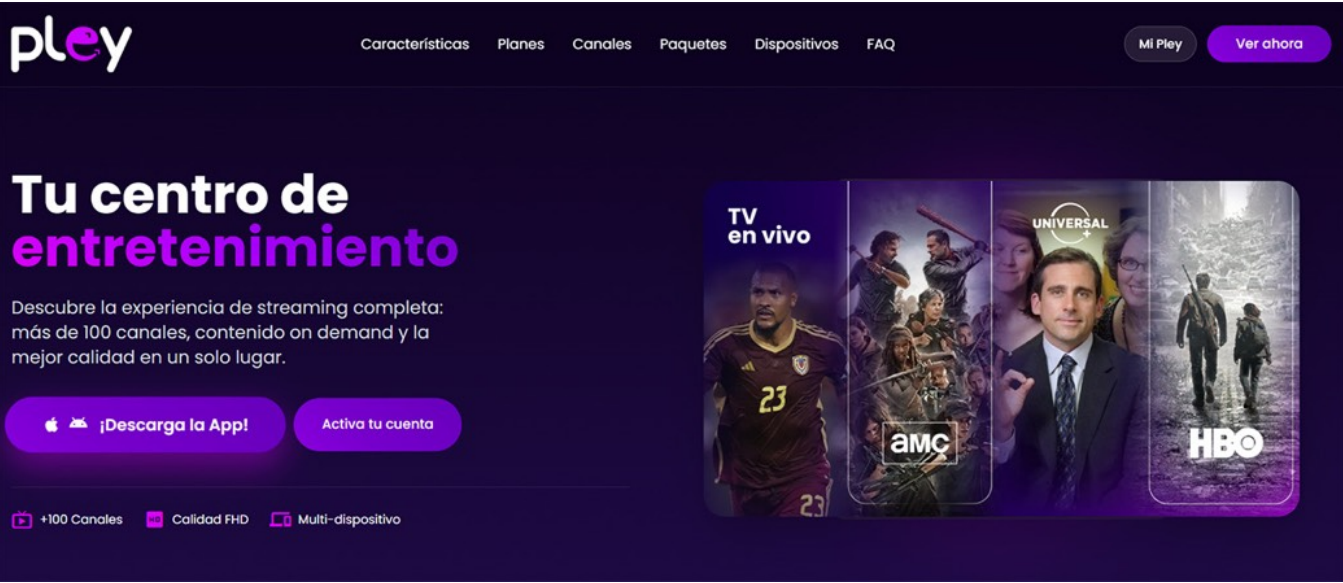 pley
Características
Planes
Canales
Paquetes
Dispositivos
FAQ
Mi Pley
Ver ahora
Tu centro de
entretenimiento
Descubre la experiencia de streaming completa:
más de 100 canales, contenido on demand y la
mejor calidad en un solo lugar.
¡Descarga la App!
Activa tu cuenta
+100 Canales
HD
Calidad FHD
Multi-dispositivo
TV
en vivo
23
23
aMC
UNIVERSAL
+
HBO